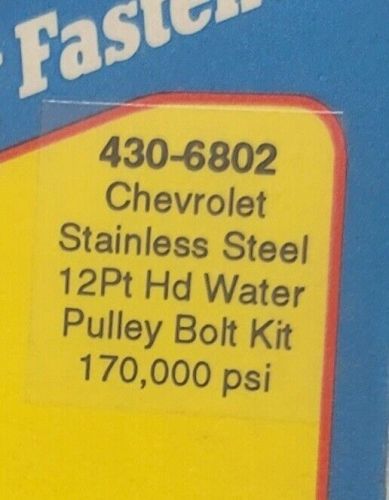 Fasten
430-6802
Chevrolet
Stainless Steel
12Pt Hd Water
Pulley Bolt Kit
170,000 psi